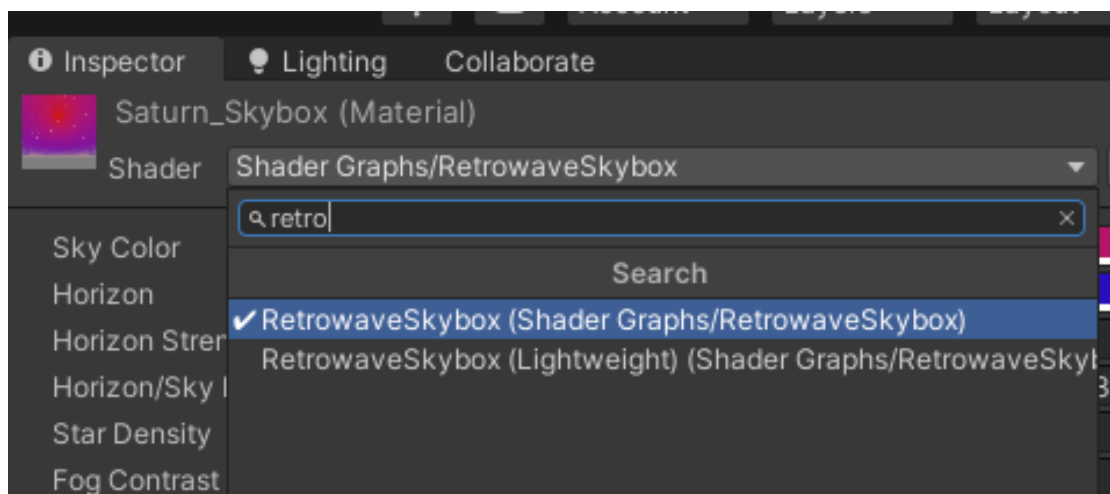 Inspector Lighting Collaborate
Saturn_Skybox (Material)
Shader Shader Graphs/RetrowaveSkybox
retro
Sky Color
Search
Horizon
RetrowaveSkybox (Shader Graphs/RetrowaveSkybox)
Horizon Stren
RetrowaveSkybox (Lightweight) (Shader Graphs/RetrowaveSkyb
Horizon/Sky
Star Density
Fog Contrast